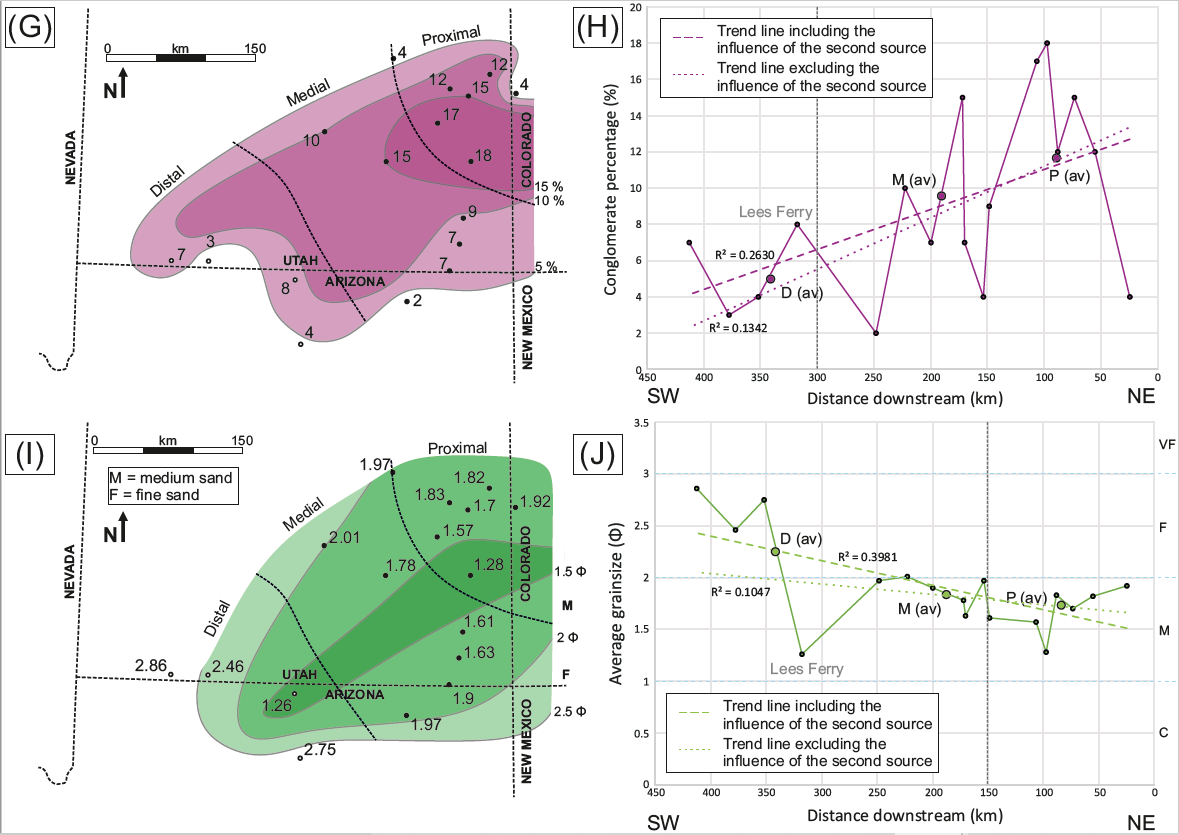 (G)
0 km 150
N
NEVADA
Proximal
Medial
Distal
4
12
12
15
4
17
10
15
18
COLORADO
15 %
10 %
9
7
7
3
7
UTAH
5 %
8
ARIZONA
2
4
NEW MEXICO
(H)
Trend line including the
influence of the second source
Trend line excluding the
influence of the second source
Conglomerate percentage (%)
20
18
16
14
12
10
8
6
4
2
0
M (av)
P (av)
Lees Ferry
R² = 0.2630
D (av)
R² = 0.1342
450 400 350 300 250 200 150 100 50 0
SW Distance downstream (km) NE
(I)
0 km 150
M = medium sand
F = fine sand
N
NEVADA
Proximal
Medial
Distal
1.97
1.82
1.83
1.7
1.92
2.01
1.57
1.78
1.28
COLORADO
1.5 Φ
M
1.61
2 Φ
1.63
2.86
2.46
UTAH
F
ARIZONA
1.26
1.9
1.97
2.5 Φ
2.75
NEW MEXICO
(J)
Average grainsize (Φ)
3.5
3
2.5
2
1.5
1
0.5
0
VF
F
M
C
D (av)
R² = 0.3981
R² = 0.1047
M (av)
P (av)
Lees Ferry
Trend line including the
influence of the second source
Trend line excluding the
influence of the second source
450 400 350 300 250 200 150 100 50 0
SW Distance downstream (km) NE